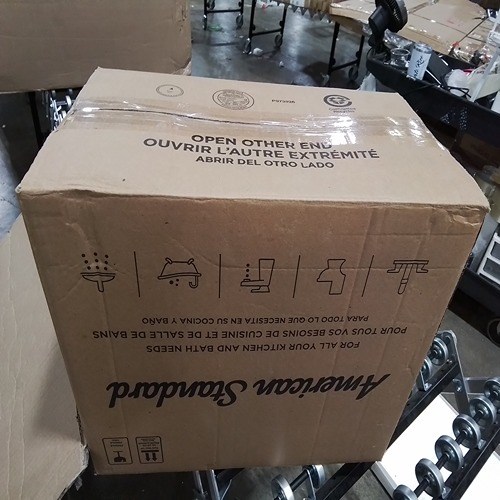 OPEN OTHER END
OUVRIR L'AUTRE EXTRÉMITÉ
ABRIR DEL OTRO LADO
American Standard
FOR ALL YOUR KITCHEN AND BATH NEEDS
POUR TOUS VOS BESOINS DE CUISINE ET DE SALLE DE BAINS
PARA TODO LO QUE NECESITA EN SU COCINA Y BAÑO